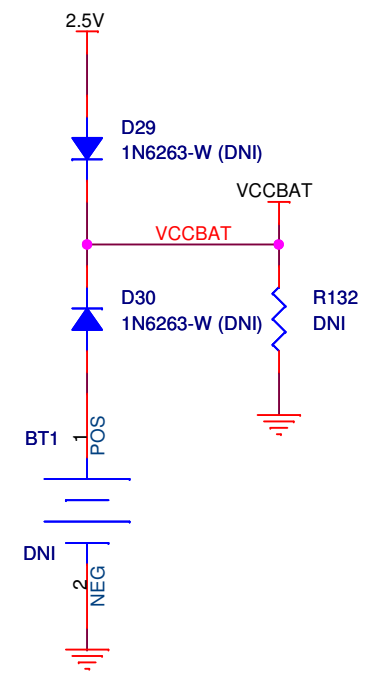 2.5V
D29
1N6263-W (DNI)
VCCBAT
VCCBAT
D30
1N6263-W (DNI)
R132
DNI
BT1
1
POS
DNI
2
NEG